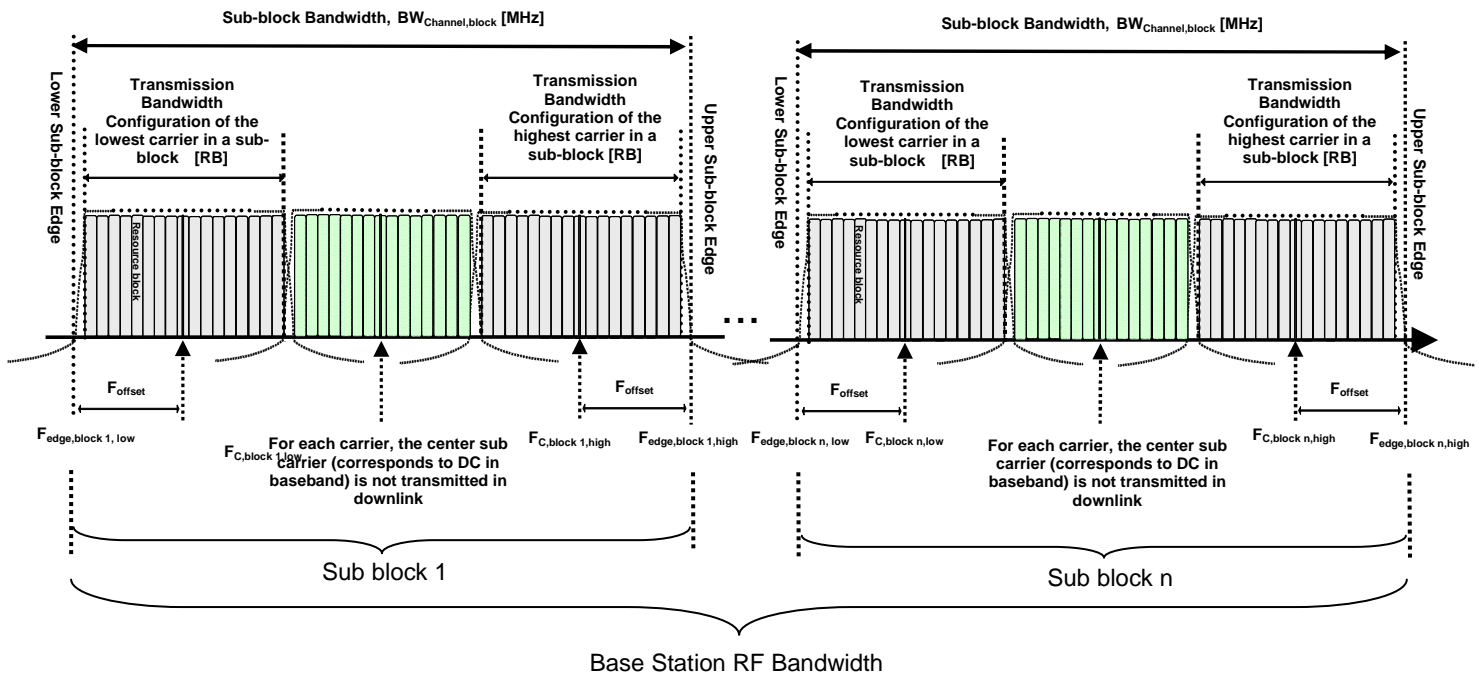 Sub-block Bandwidth, BWChannel,block [MHz]
Lower Sub-block Edge
Transmission
Bandwidth
Configuration of the
lowest carrier in a sub-
block [RB]
Transmission
Bandwidth
Configuration of the
highest carrier in a
sub-block [RB]
Upper Sub-block Edge
Resource block
Foffset
Foffset
Fedge,block 1, low
FC,block 1,low
For each carrier, the center sub
carrier (corresponds to DC in
baseband) is not transmitted in
downlink
FC,block 1,high
Fedge,block 1,high
Sub block 1
...
Sub-block Bandwidth, BWChannel,block [MHz]
Lower Sub-block Edge
Transmission
Bandwidth
Configuration of the
lowest carrier in a
sub-block [RB]
Transmission
Bandwidth
Configuration of the
highest carrier in a
sub-block [RB]
Upper Sub-block Edge
Resource block
Foffset
Foffset
Fedge,block n, low
FC,block n,low
For each carrier, the center sub
carrier (corresponds to DC in
baseband) is not transmitted in
downlink
FC,block n,high
Fedge,block n,high
Sub block n
Base Station RF Bandwidth